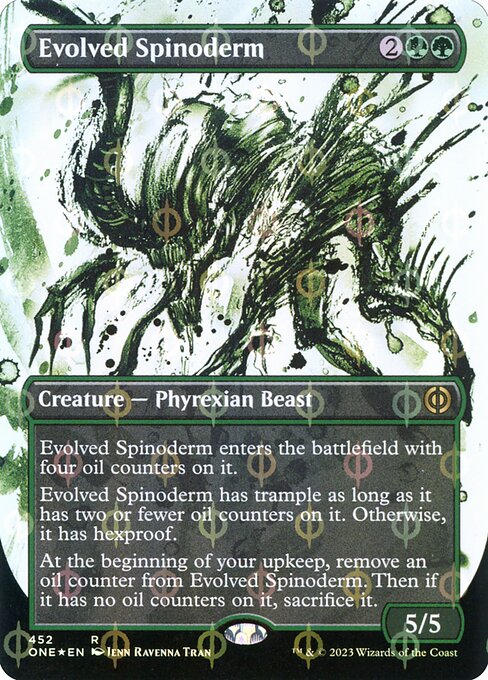 Evolved Spinoderm 2
Creature — Phyrexian Beast
Evolved Spinoderm enters the battlefield with
four oil counters on it.
Evolved Spinoderm has trample as long as it
has two or fewer oil counters on it. Otherwise,
it has hexproof.
At the beginning of your upkeep, remove an
oil counter from Evolved Spinoderm. Then if
it has no oil counters on it, sacrifice it.
5/5
452 R
ONE★EN Jenn Ravenna Tran ™ & © 2023 Wizards of the Coast